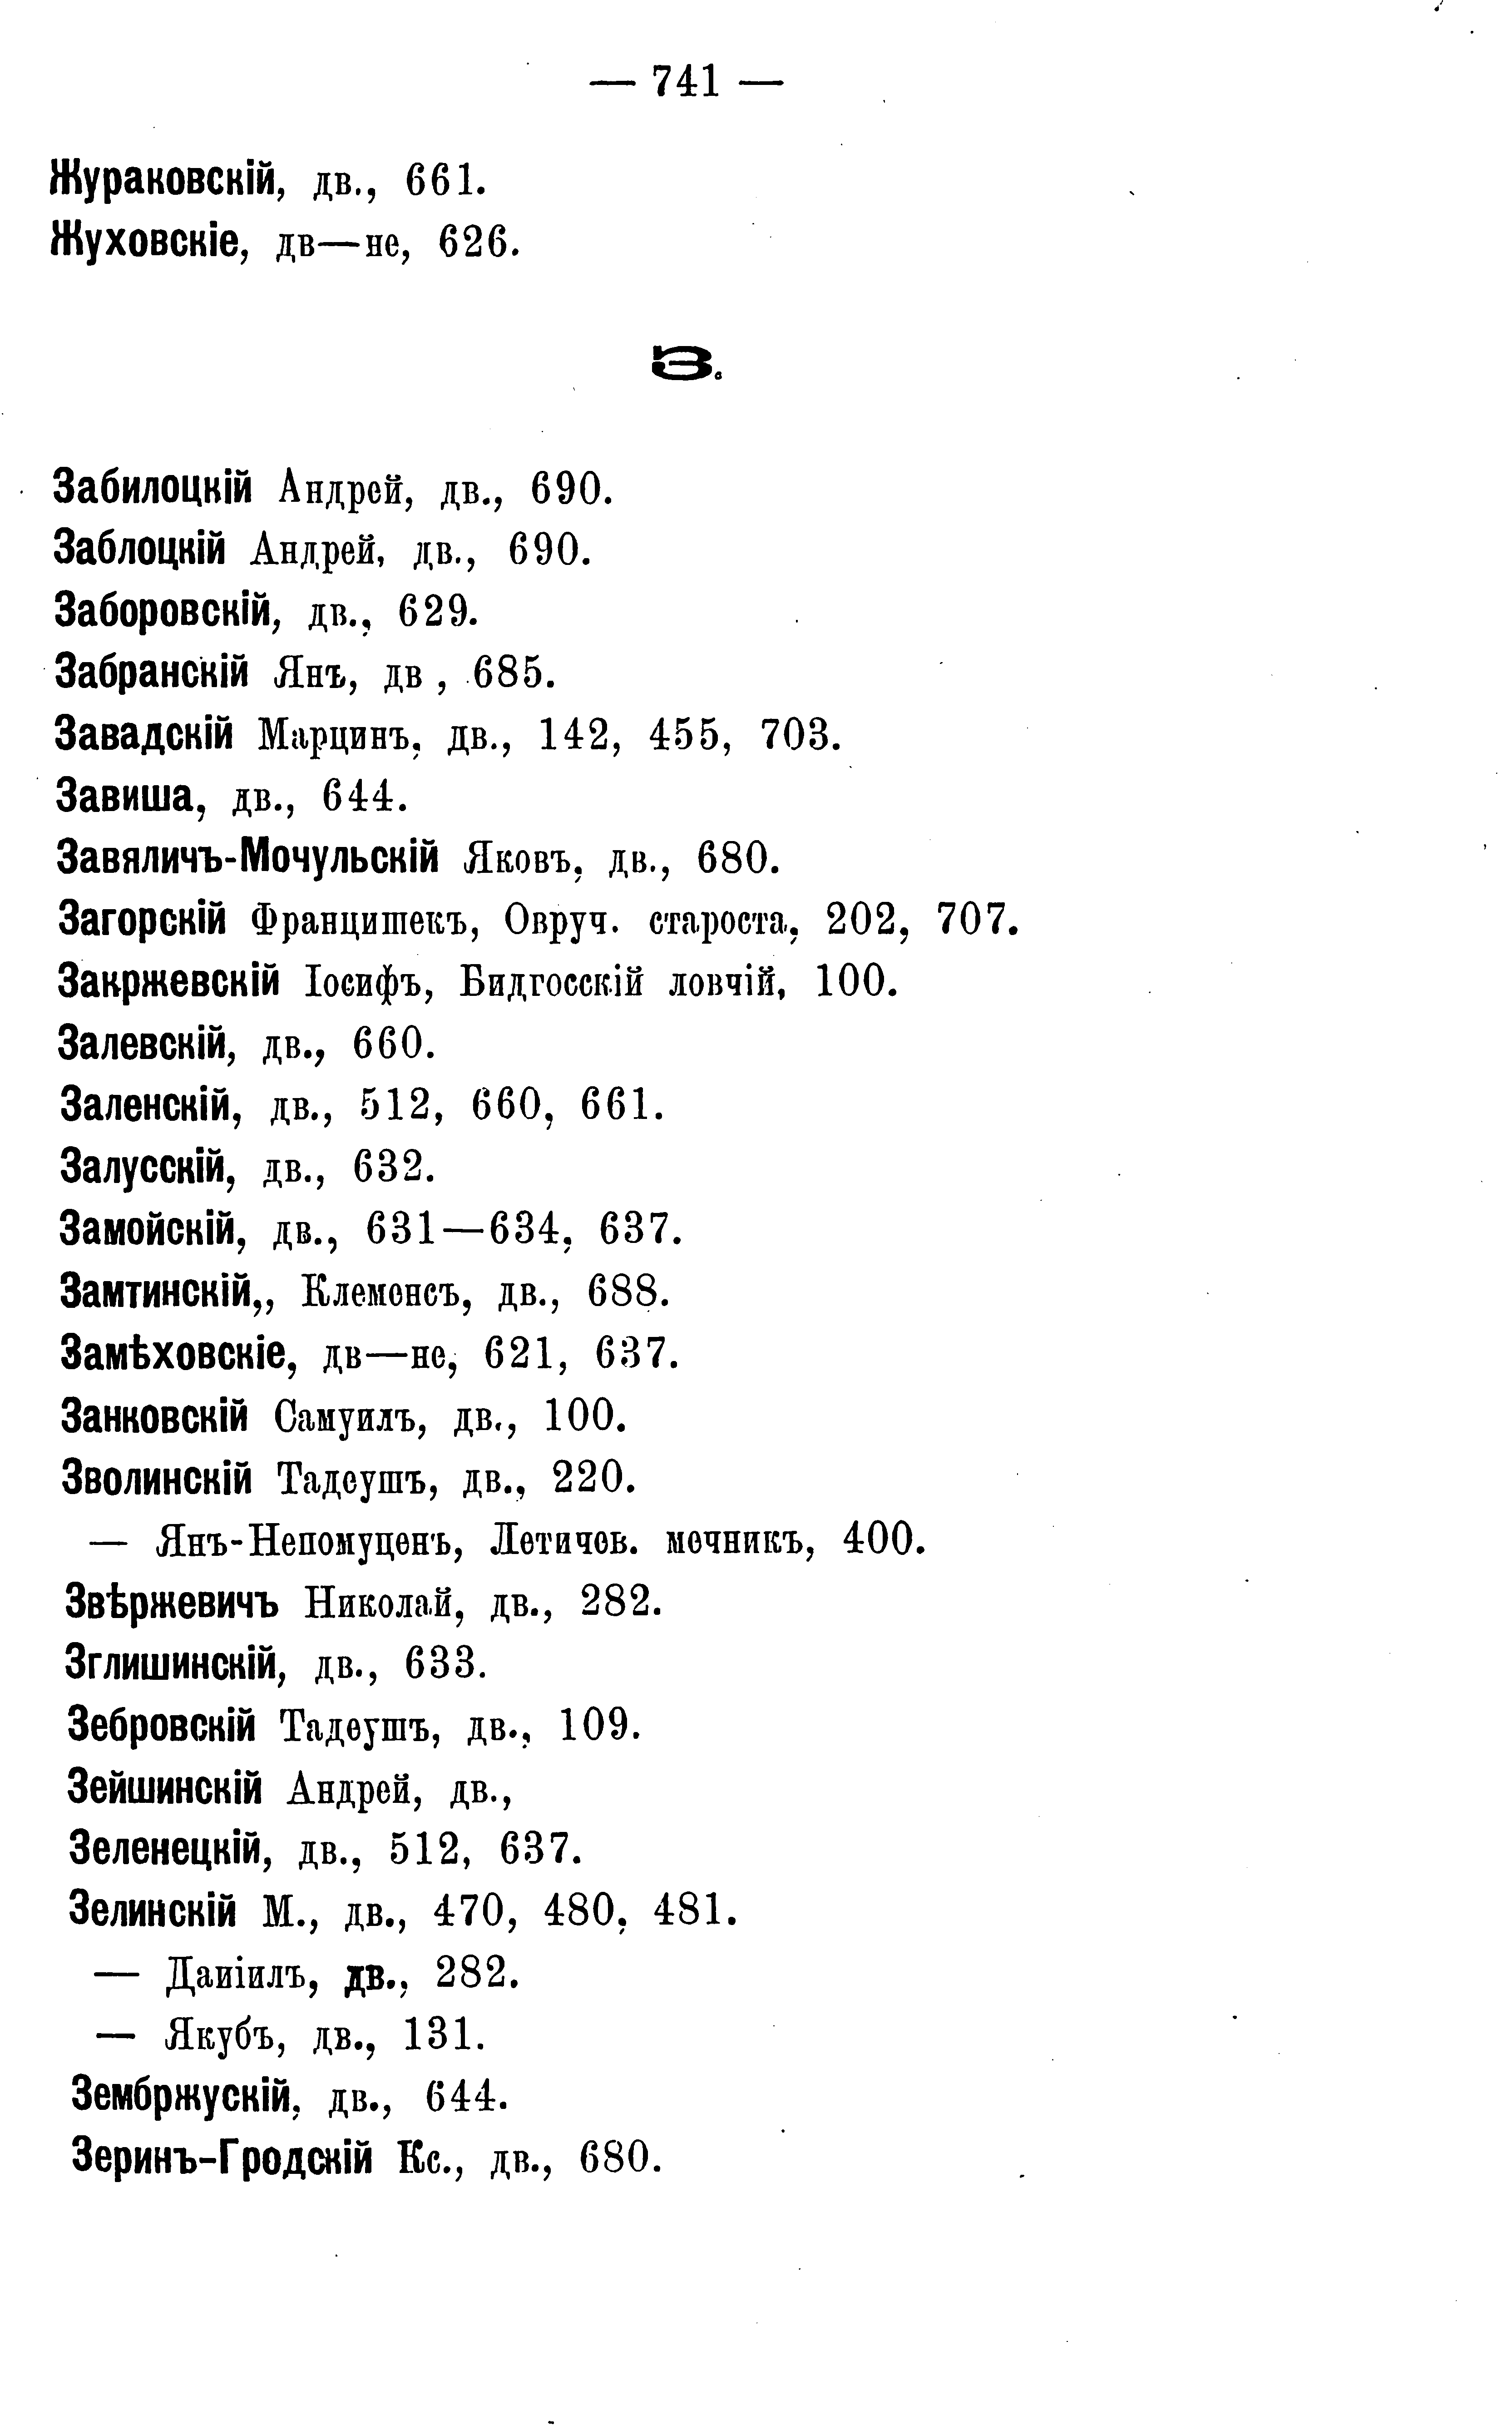 — 741 —
Жураковскій, дв., 661.
Жуховскіе, дв—не, 626.
З.
Забилоцкій Андрей, дв., 690.
Заблоцкій Андрей, дв., 690.
Заборовскій, дв., 629.
Забранскій Янъ, дв , 685.
Завадскій Марцинъ, дв., 142, 455, 703.
Завиша, дв., 644.
Завяличъ-Мочульскій Яковъ, дв., 680.
Загорскій Францишекъ, Овруч. староста, 202, 707.
Закржевскій Іосифъ, Бидгосскій ловчій, 100.
Залевскій, дв., 660.
Заленскій, дв., 512, 660, 661.
Залусскій, дв., 632.
Замойскій, дв., 631—634, 637.
Замтинскій,, Клеменсъ, дв., 688.
Замѣховскіе, дв—не, 621, 637.
Занковскій Самуилъ, дв., 100.
Зволинскій Тадеушъ, дв., 220.
— Янъ-Непомуценъ, Летичев. мечникъ, 400.
Звѣржевичъ Николай, дв., 282.
Зглишинскій, дв., 633.
Зебровскій Тадеушъ, дв., 109.
Зейшинскій Андрей, дв.,
Зеленецкій, дв., 512, 637.
Зелинскій М., дв., 470, 480, 481.
— Даніилъ, дв., 282.
— Якубъ, дв., 131.
Зембржускій, дв., 644.
Зеринъ-Гродскій Кс., дв., 680.